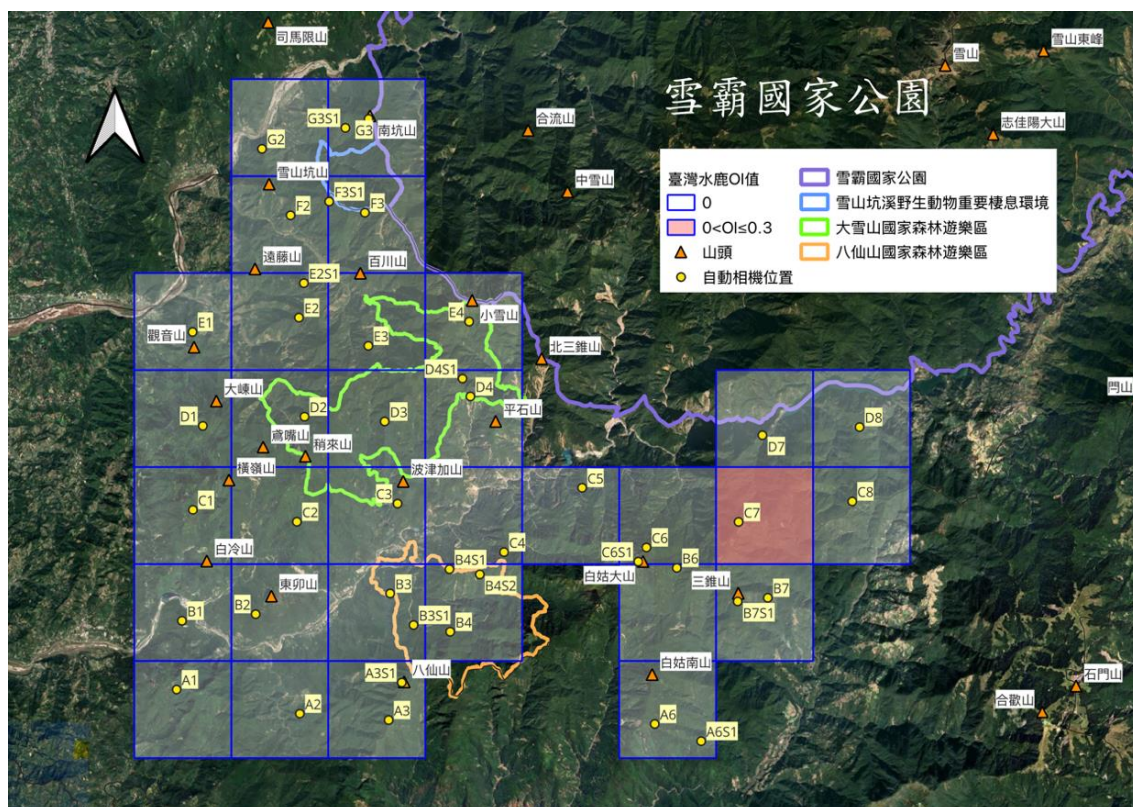 司馬限山
雪山
雪山東峰
雪霸國家公園
G3S1
G3
南坑山
合流山
志佳陽大山
G2
臺灣水鹿OI值
0
0<OI≤0.3
山頭
自動相機位置
雪霸國家公園
雪山坑溪野生動物重要棲息環境
大雪山國家森林遊樂區
八仙山國家森林遊樂區
雪山坑山
中雪山
F3S1
F2
F3
遠藤山
百川山
E2S1
E1
E2
E4
小雪山
觀音山
E3
北三錐山
D4S1
D4
閂山
大崠山
D1
D2
D3
平石山
D7
D8
鳶嘴山
稍來山
橫嶺山
波津加山
C5
C1
C2
C3
C7
C8
白冷山
C4
C6
C6S1
B6
白姑大山
三錐山
B4S1
B4S2
東卯山
B3
B7
B7S1
B1
B2
B3S1
B4
A3S1
八仙山
白姑南山
石門山
A1
A2
A3
A6
A6S1
合歡山